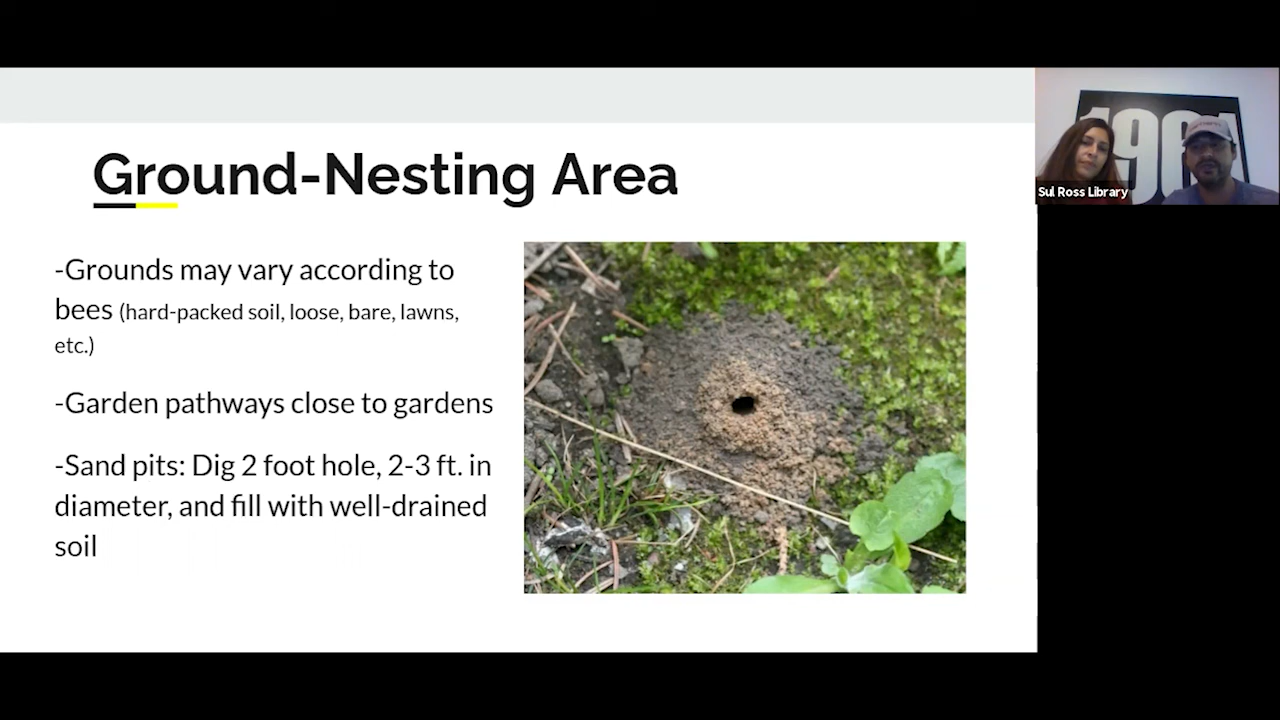 Ground-Nesting Area
-Grounds may vary according to
bees (hard-packed soil, loose, bare, lawns,
etc.)
-Garden pathways close to gardens
-Sand pits: Dig 2 foot hole, 2-3 ft. in
diameter, and fill with well-drained
soil
Sul Ross Library